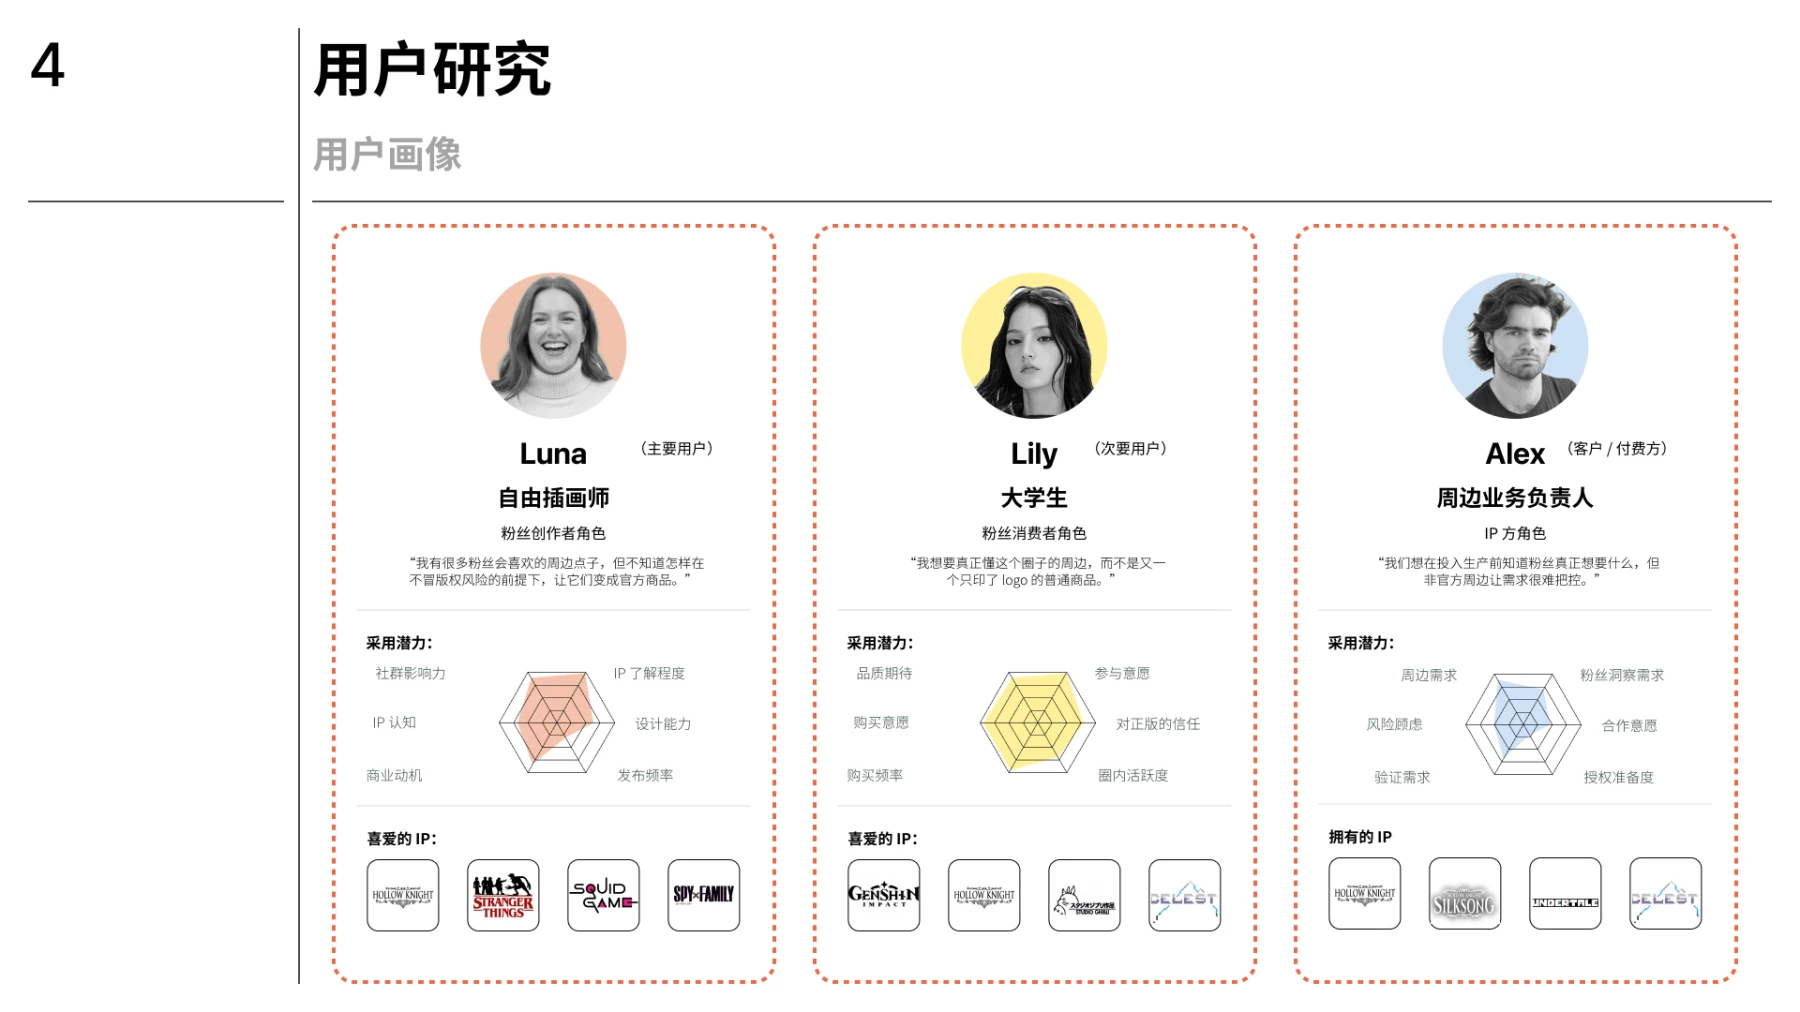 4
用户研究
用户画像
Luna
（主要用户）
自由插画师
粉丝创作者角色
“我有很多粉丝会喜欢的周边点子，但不知道怎样在
不冒版权风险的前提下，让它们变成官方商品。”
采用潜力：
社群影响力
IP 了解程度
IP 认知
设计能力
商业动机
发布频率
喜爱的 IP：
HOLLOW KNIGHT
STRANGER
THINGS
SQUID
GAME
SPY×FAMILY
Lily
（次要用户）
大学生
粉丝消费者角色
“我想要真正懂这个圈子的周边，而不是又一
个只印了 logo 的普通商品。”
采用潜力：
品质期待
参与意愿
购买意愿
对正版的信任
购买频率
圈内活跃度
喜爱的 IP：
GENSHIN
IMPACT
HOLLOW KNIGHT
スタジオジブリ作品
STUDIO GHIBLI
CELEST
Alex
（客户 / 付费方）
周边业务负责人
IP 方角色
“我们想在投入生产前知道粉丝真正想要什么，但
非官方周边让需求很难把控。”
采用潜力：
周边需求
粉丝洞察需求
风险顾虑
合作意愿
验证需求
授权准备度
拥有的 IP
HOLLOW KNIGHT
SILKSONG
UNDERTALE
CELEST